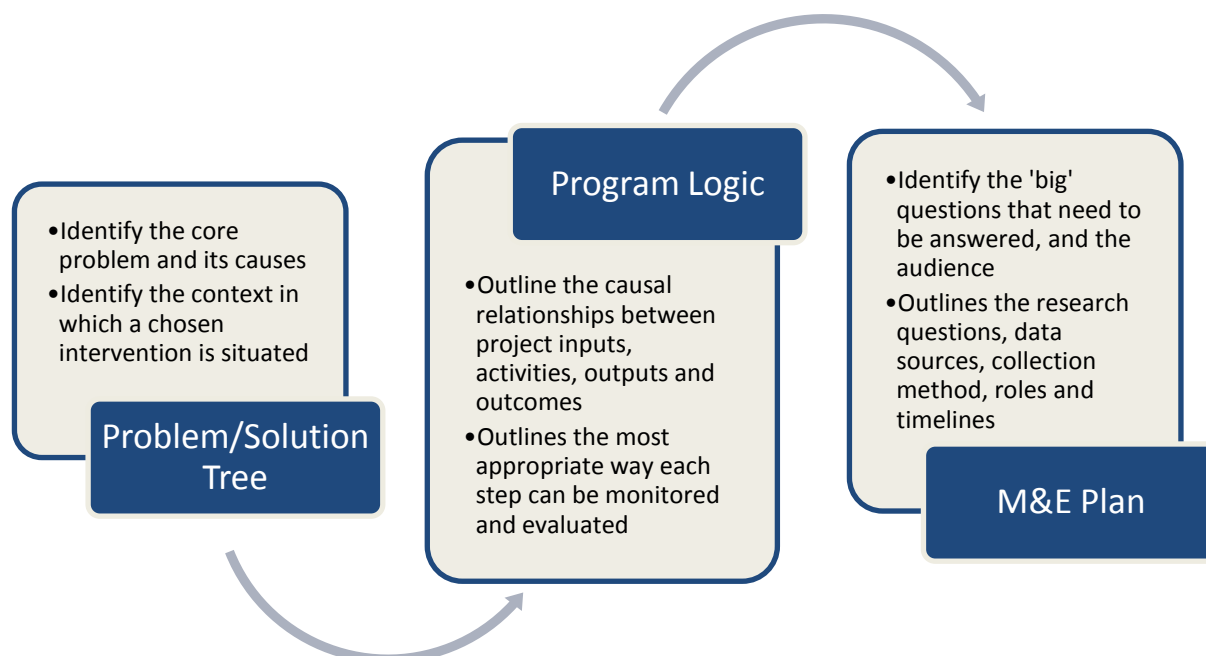 •Identify the core
problem and its causes
•Identify the context in
which a chosen
intervention is situated
Problem/Solution
Tree
Program Logic
•Outline the causal
relationships between
project inputs,
activities, outputs and
outcomes
•Outlines the most
appropriate way each
step can be monitored
and evaluated
•Identify the 'big'
questions that need to
be answered, and the
audience
•Outlines the research
questions, data
sources, collection
method, roles and
timelines
M&E Plan